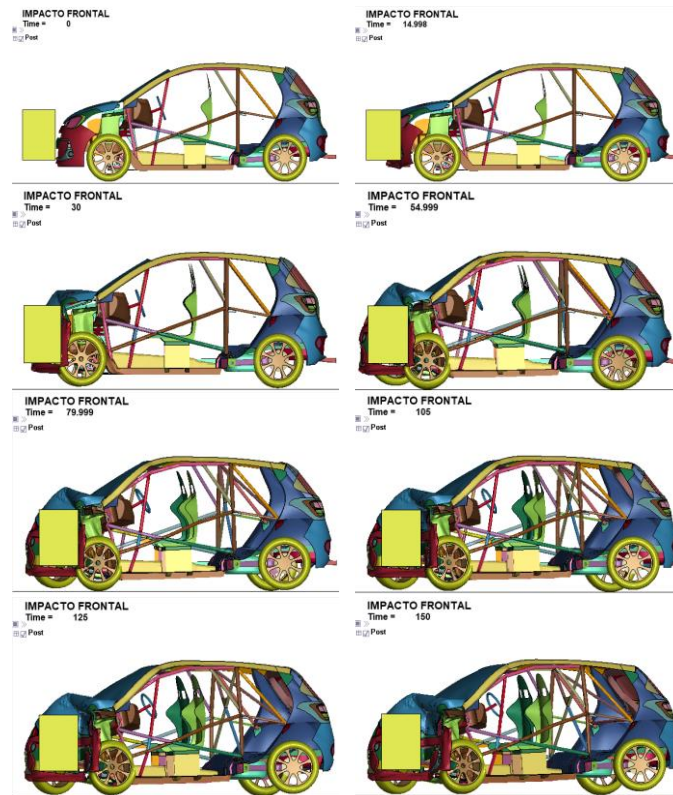 IMPACTO FRONTAL
Time = 0
Post
IMPACTO FRONTAL
Time = 14.998
Post
IMPACTO FRONTAL
Time = 30
Post
IMPACTO FRONTAL
Time = 54.999
Post
IMPACTO FRONTAL
Time = 79.999
Post
IMPACTO FRONTAL
Time = 105
Post
IMPACTO FRONTAL
Time = 125
Post
IMPACTO FRONTAL
Time = 150
Post